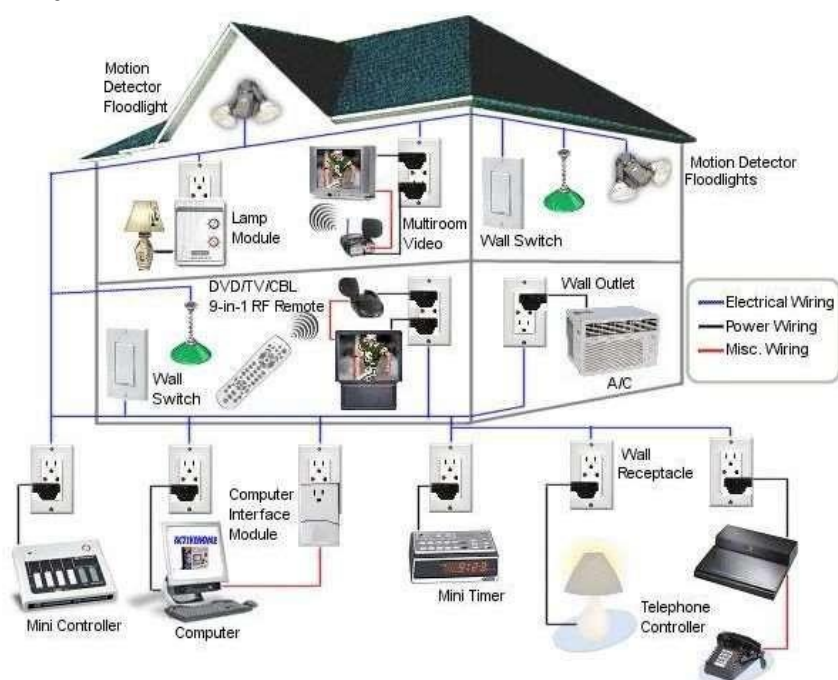 Motion
Detector
Floodlight
Motion Detector
Floodlights
Lamp
Module
Multiroom
Video
Wall Switch
DVD/TV/CBL
9-in-1 RF Remote
Wall Outlet
Electrical Wiring
Power Wiring
Misc. Wiring
Wall
Switch
A/C
Computer
Interface
Module
Wall
Receptacle
ACTIVEHOME
Mini Controller
Computer
Mini Timer
Telephone
Controller